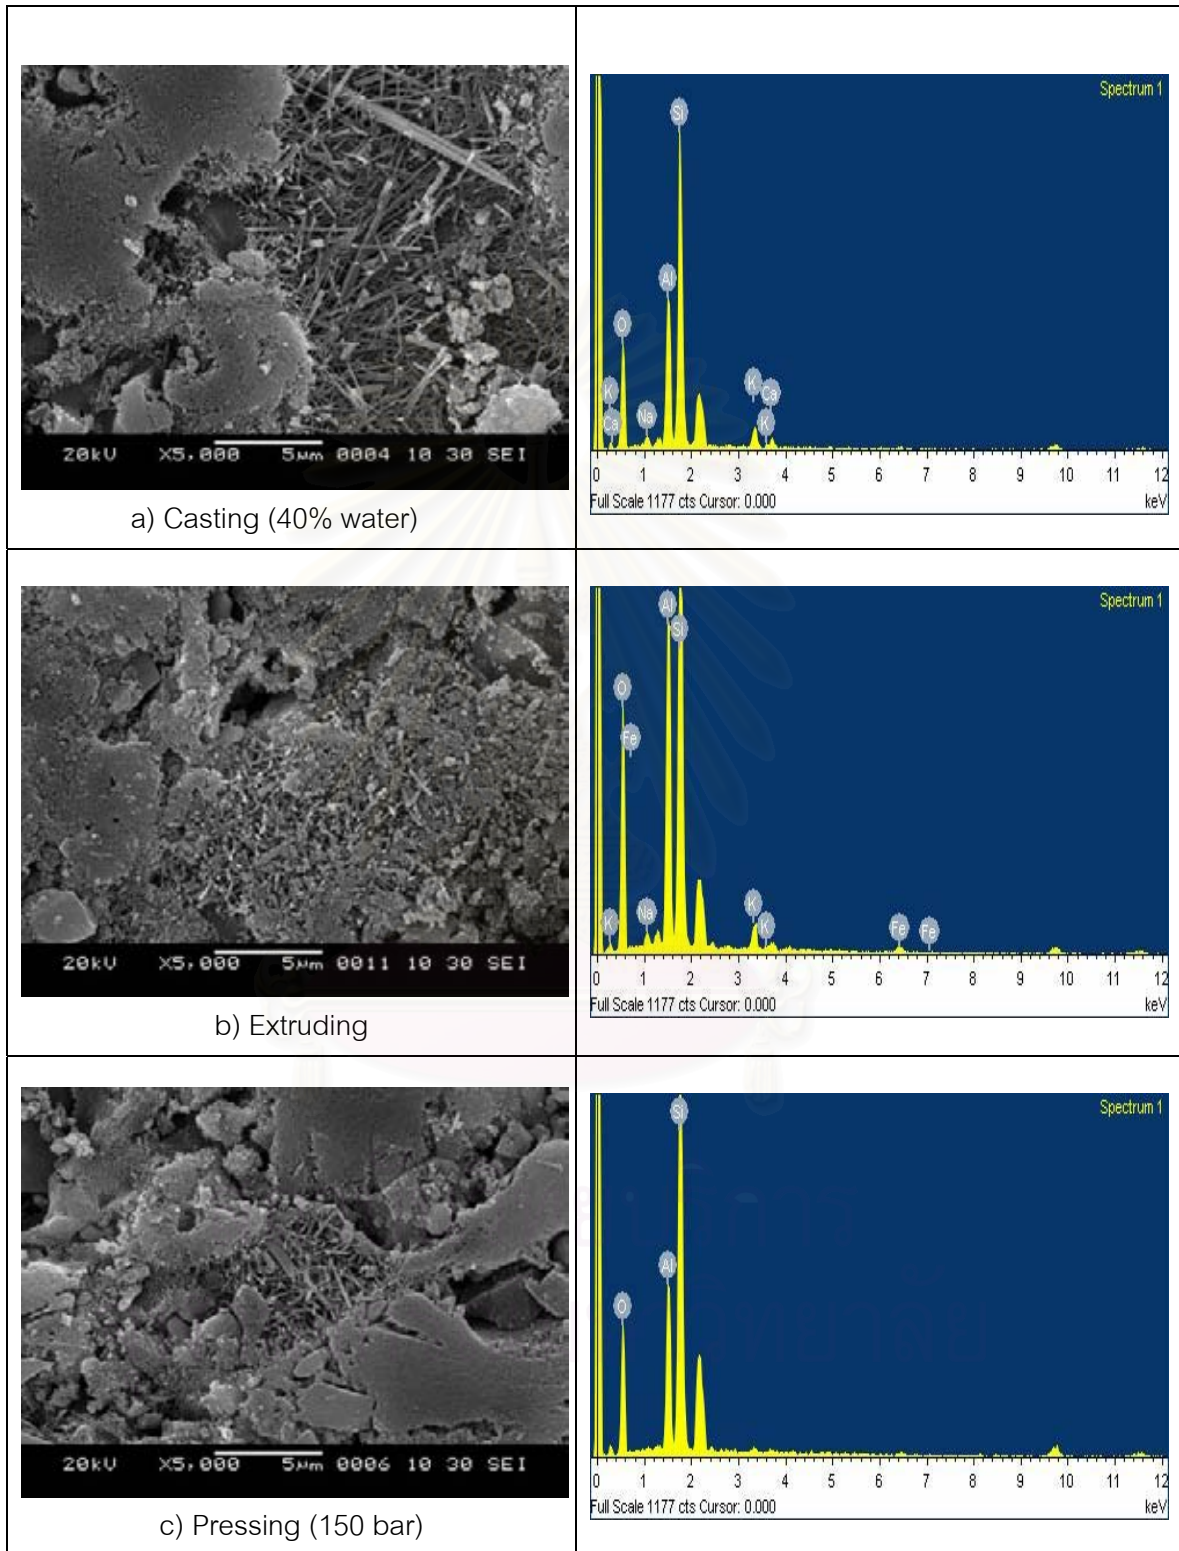 20kU X5,000 5µm 0004 10 30 SEI
a) Casting (40% water)
Spectrum 1
Si
Al
O
K
Ca
Na
K
Ca
K
0 1 2 3 4 5 6 7 8 9 10 11 12
Full Scale 1177 cts Cursor: 0.000 keV
20kU X5,000 5µm 0011 10 30 SEI
b) Extruding
Spectrum 1
Al
Si
O
Fe
K
Na
K
K
Fe
Fe
0 1 2 3 4 5 6 7 8 9 10 11 12
Full Scale 1177 cts Cursor: 0.000 keV
20kU X5,000 5µm 0006 10 30 SEI
c) Pressing (150 bar)
Spectrum 1
Si
Al
O
0 1 2 3 4 5 6 7 8 9 10 11 12
Full Scale 1177 cts Cursor: 0.000 keV